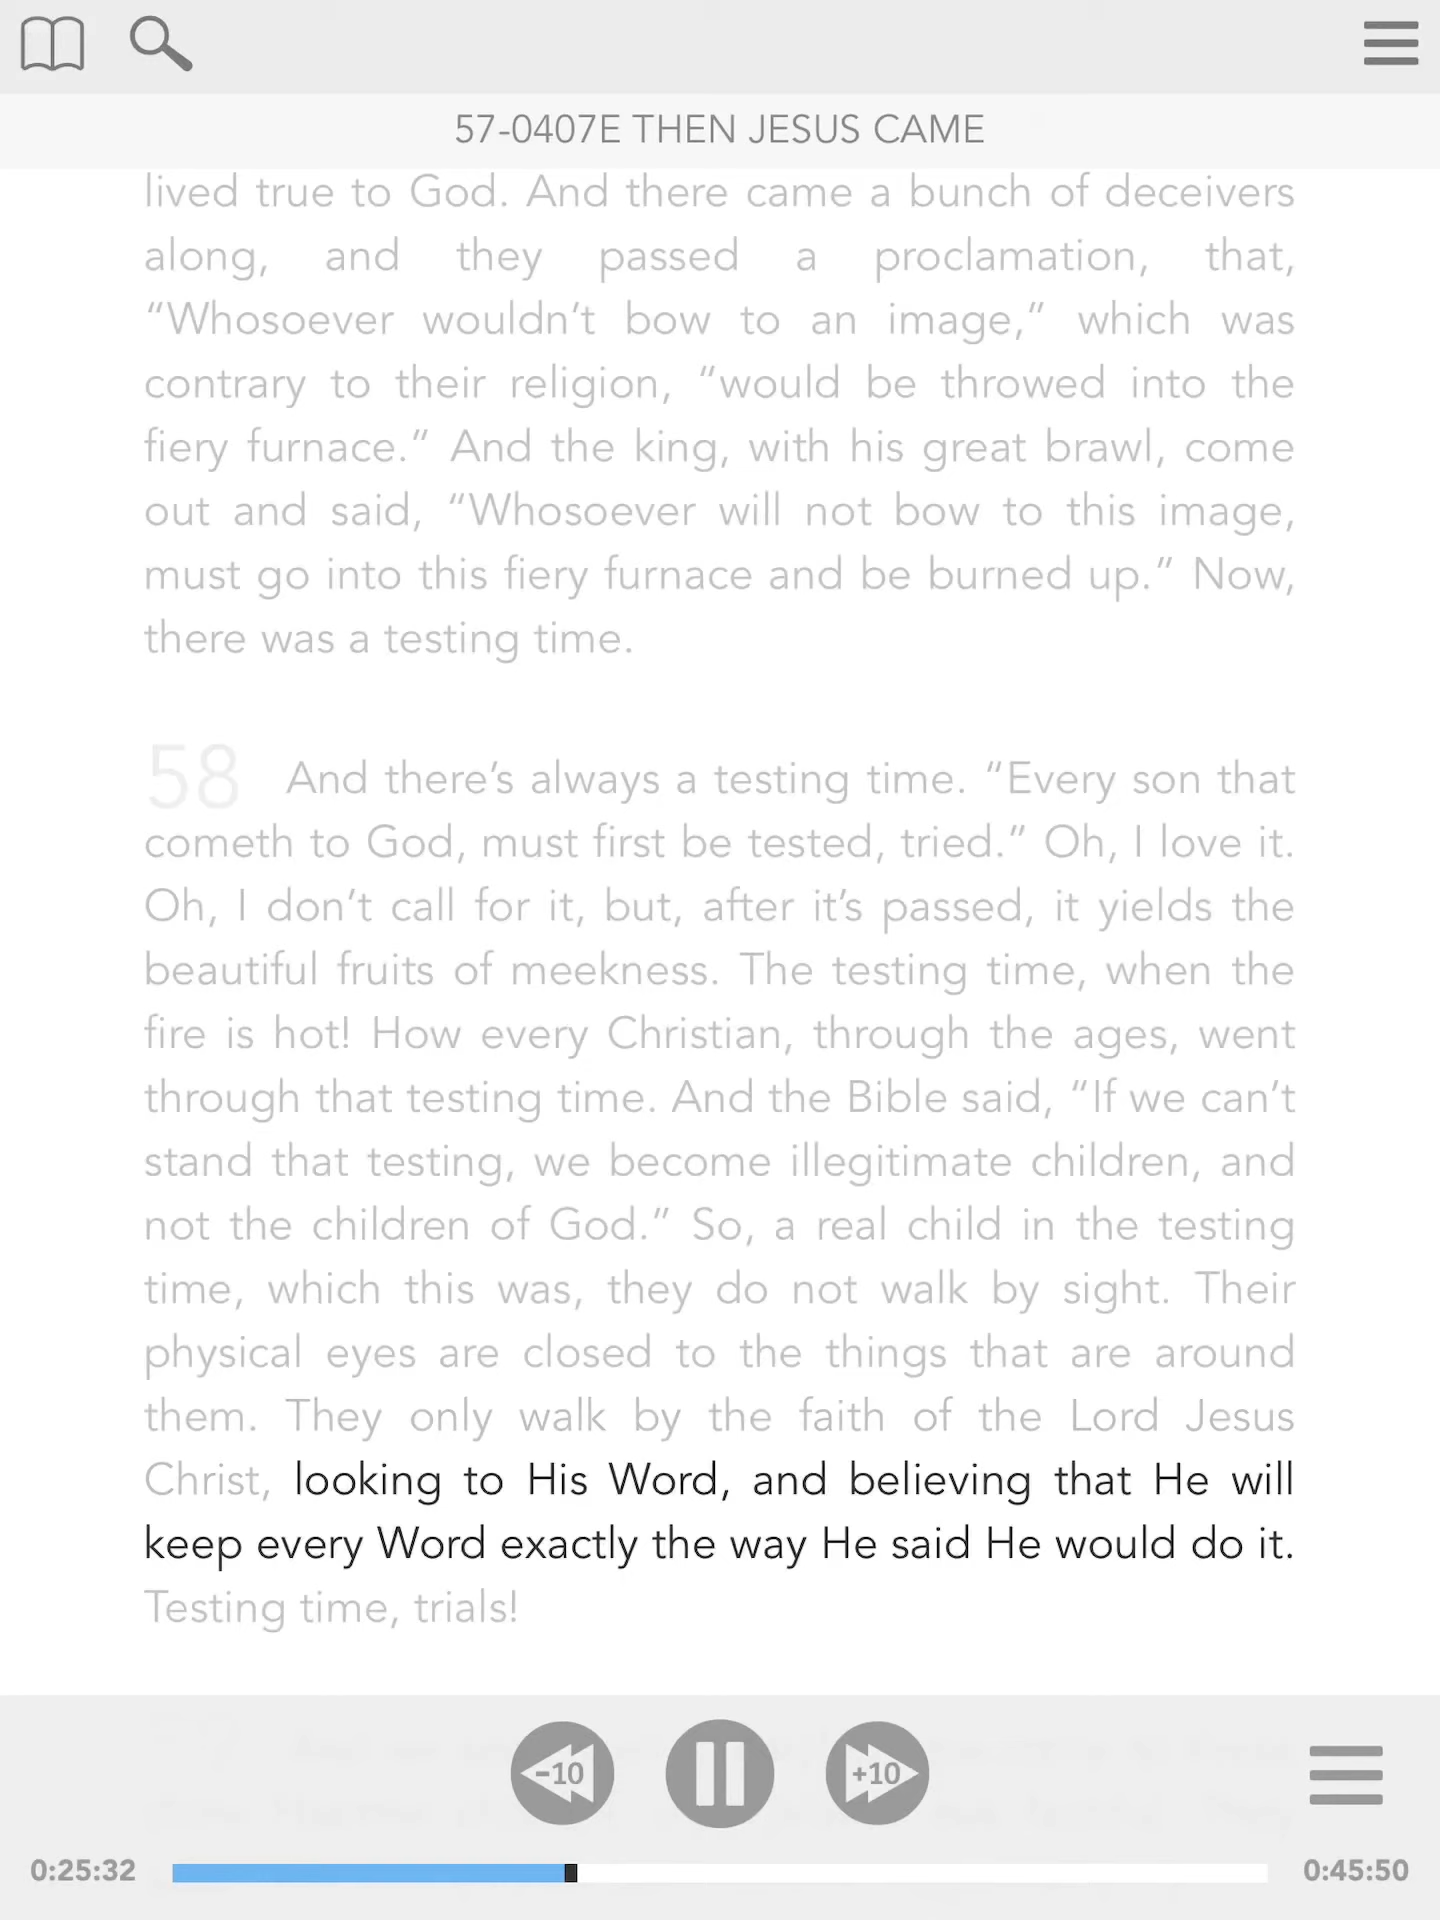 57-0407E THEN JESUS CAME
lived true to God. And there came a bunch of deceivers
along, and they passed a proclamation, that,
“Whosoever wouldn’t bow to an image,” which was
contrary to their religion, “would be throwed into the
fiery furnace.” And the king, with his great brawl, come
out and said, “Whosoever will not bow to this image,
must go into this fiery furnace and be burned up.” Now,
there was a testing time.
58 And there’s always a testing time. “Every son that
cometh to God, must first be tested, tried.” Oh, I love it.
Oh, I don’t call for it, but, after it’s passed, it yields the
beautiful fruits of meekness. The testing time, when the
fire is hot! How every Christian, through the ages, went
through that testing time. And the Bible said, “If we can’t
stand that testing, we become illegitimate children, and
not the children of God.” So, a real child in the testing
time, which this was, they do not walk by sight. Their
physical eyes are closed to the things that are around
them. They only walk by the faith of the Lord Jesus
Christ, looking to His Word, and believing that He will
keep every Word exactly the way He said He would do it.
Testing time, trials!
-10 +10
0:25:32 0:45:50